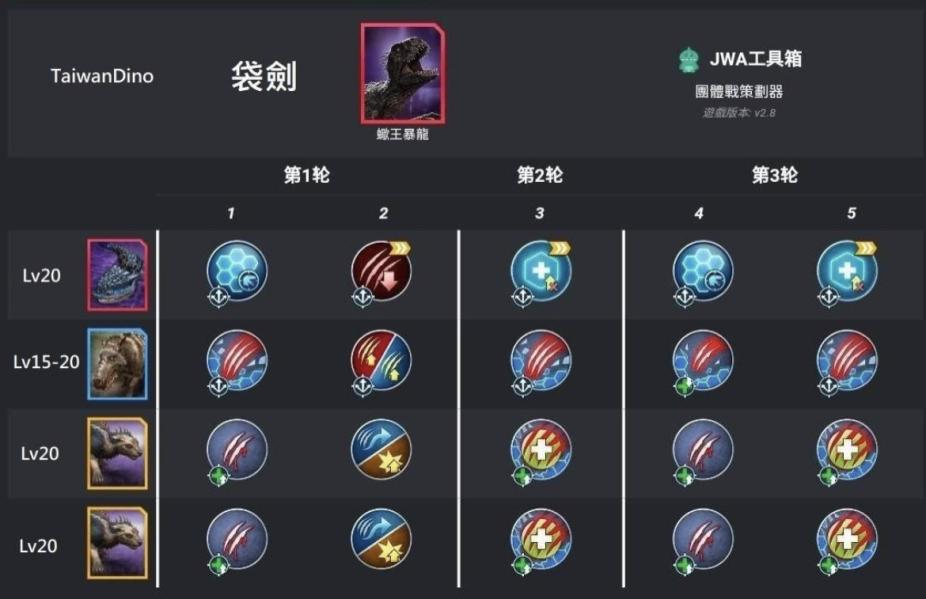 TaiwanDino
袋劍
蠍王暴龍
JWA工具箱
團體戰策劃器
遊戲版本: v2.8
第1轮 第2轮 第3轮
1 2 3 4 5
Lv20
Lv15-20
Lv20
Lv20